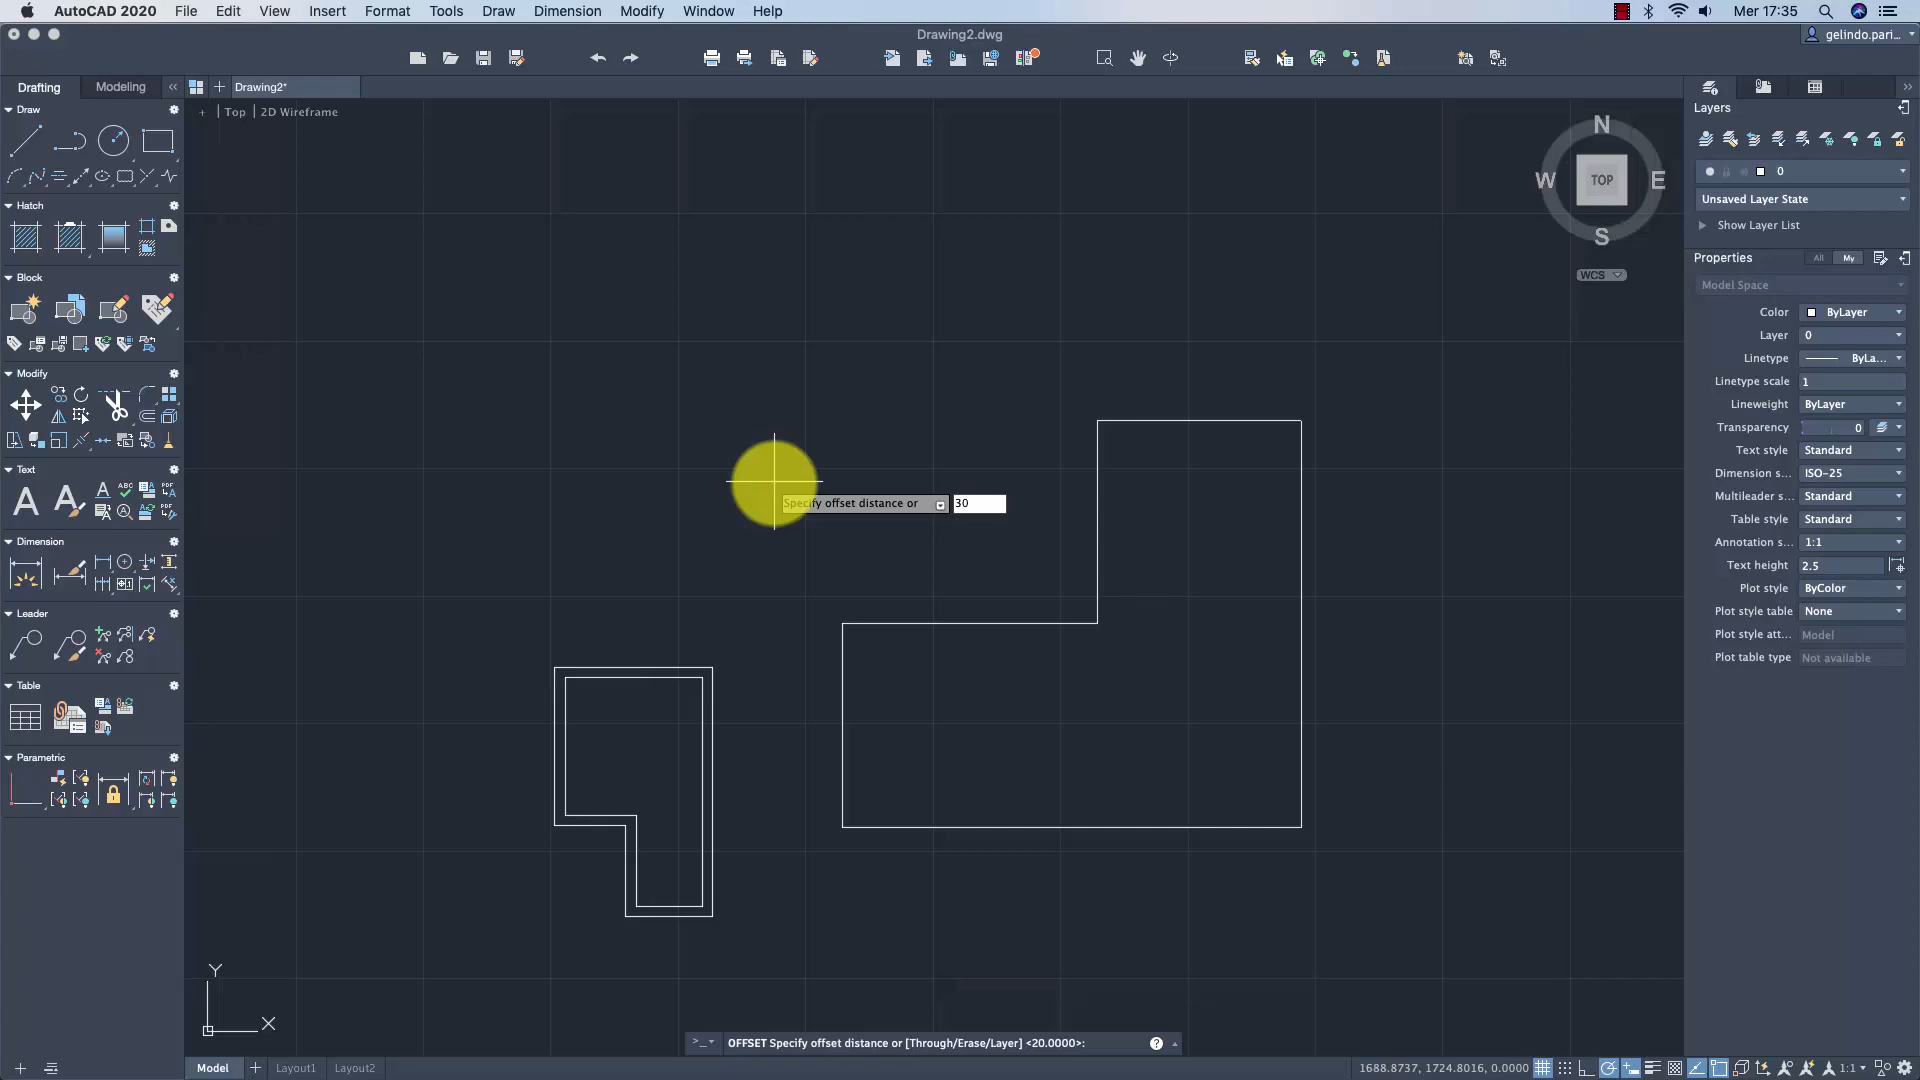 AutoCAD 2020 File Edit View Insert Format Tools Draw Dimension Modify Window Help Mer 17:35
Drawing2.dwg gelindo.pari...
Drafting Modeling Drawing2*
Draw
+ | Top | 2D Wireframe
Hatch
Block
Modify
Text
Dimension
Leader
Table
Parametric
N
W TOP E
S
WCS
Specify offset distance or 30
Y
X
Layers
0
Unsaved Layer State
Show Layer List
Properties All My
Model Space
Color ByLayer
Layer 0
Linetype ByLa...
Linetype scale 1
Lineweight ByLayer
Transparency 0
Text style Standard
Dimension s... ISO-25
Multileader s... Standard
Table style Standard
Annotation s... 1:1
Text height 2.5
Plot style ByColor
Plot style table None
Plot style att... Model
Plot table type Not available
OFFSET Specify offset distance or [Through/Erase/Layer] <20.0000>:
Model Layout1 Layout2 1688.8737, 1724.8016, 0.0000 1:1